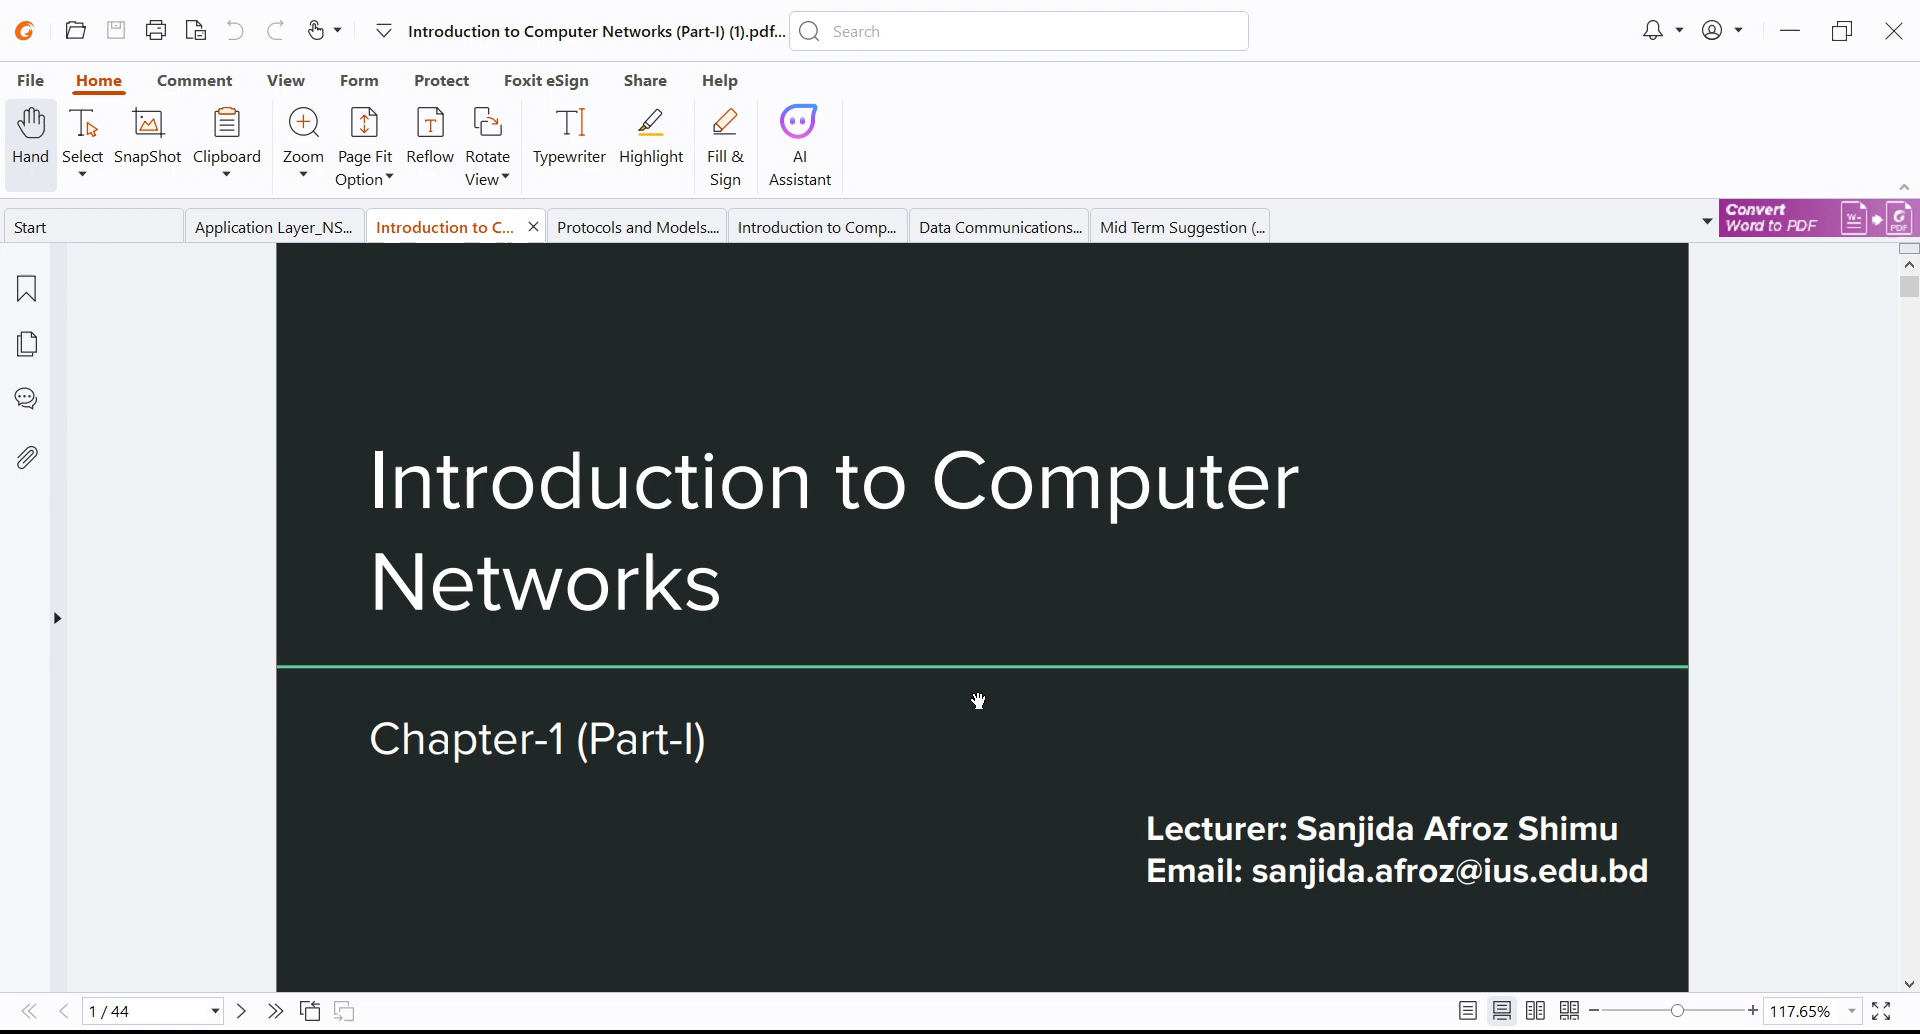 Introduction to Computer Networks (Part-I) (1).pdf...
Search
File Home Comment View Form Protect Foxit eSign Share Help
Hand Select SnapShot Clipboard Zoom Page Fit Option Reflow Rotate View Typewriter Highlight Fill & Sign AI Assistant
Start Application Layer_NS... Introduction to C... Protocols and Models.... Introduction to Comp... Data Communications... Mid Term Suggestion (...
Convert
Word to PDF
W
PDF
Introduction to Computer
Networks
Chapter-1 (Part-I)
Lecturer: Sanjida Afroz Shimu
Email: sanjida.afroz@ius.edu.bd
1 / 44
117.65%